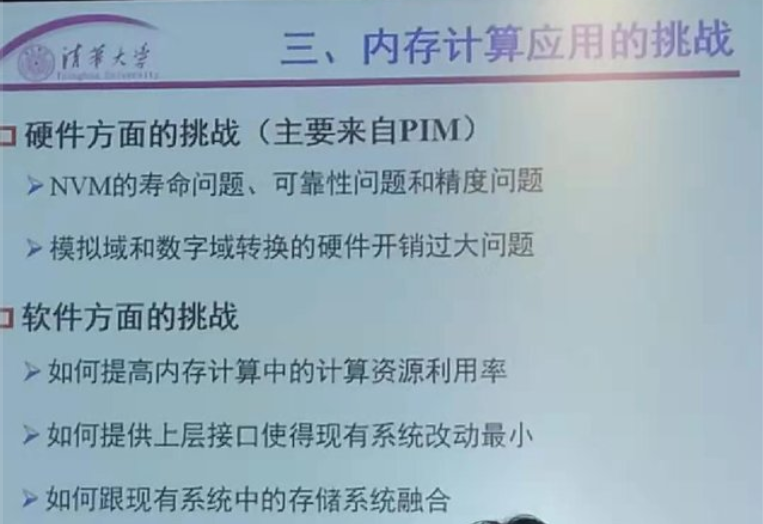 清華大学
Tsinghua University
三、内存计算应用的挑战
硬件方面的挑战（主要来自PIM）
NVM的寿命问题、可靠性问题和精度问题
模拟域和数字域转换的硬件开销过大问题
软件方面的挑战
如何提高内存计算中的计算资源利用率
如何提供上层接口使得现有系统改动最小
如何跟现有系统中的存储系统融合